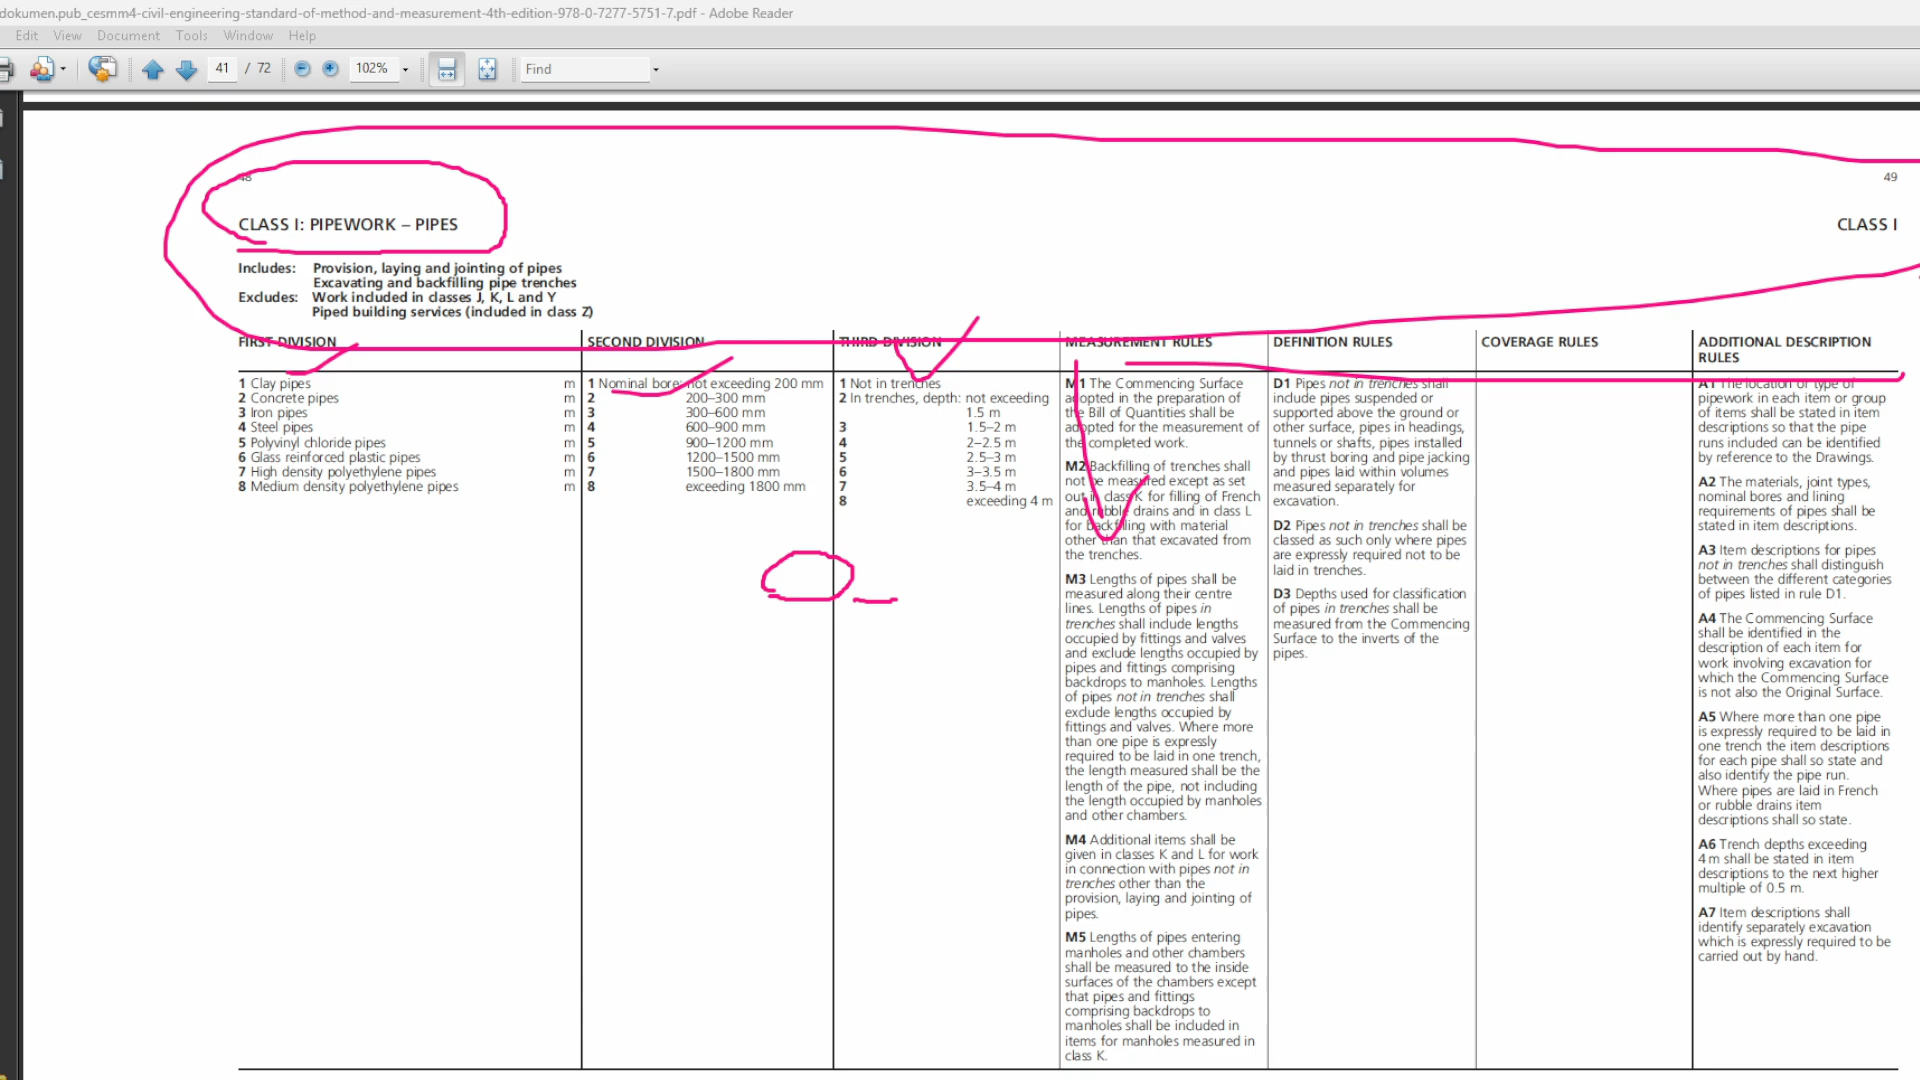 dokumen.pub_cesmm4-civil-engineering-standard-of-method-and-measurement-4th-edition-978-0-7277-5751-7.pdf - Adobe Reader
Edit View Document Tools Window Help
41 / 72 102% Find
48
49
CLASS I: PIPEWORK – PIPES
CLASS I
Includes: Provision, laying and jointing of pipes
Excavating and backfilling pipe trenches
Excludes: Work included in classes J, K, L and Y
Piped building services (included in class Z)
FIRST DIVISION
1 Clay pipes m
2 Concrete pipes m
3 Iron pipes m
4 Steel pipes m
5 Polyvinyl chloride pipes m
6 Glass reinforced plastic pipes m
7 High density polyethylene pipes m
8 Medium density polyethylene pipes m
SECOND DIVISION
1 Nominal bore: not exceeding 200 mm
2 200–300 mm
3 300–600 mm
4 600–900 mm
5 900–1200 mm
6 1200–1500 mm
7 1500–1800 mm
8 exceeding 1800 mm
THIRD DIVISION
1 Not in trenches
2 In trenches, depth: not exceeding
1.5 m
3 1.5–2 m
4 2–2.5 m
5 2.5–3 m
6 3–3.5 m
7 3.5–4 m
8 exceeding 4 m
MEASUREMENT RULES
M1 The Commencing Surface
adopted in the preparation of
the Bill of Quantities shall be
adopted for the measurement of
the completed work.
M2 Backfilling of trenches shall
not be measured except as set
out in class K for filling of French
and rubble drains and in class L
for backfilling with material
other than that excavated from
the trenches.
M3 Lengths of pipes shall be
measured along their centre
lines. Lengths of pipes in
trenches shall include lengths
occupied by fittings and valves
and exclude lengths occupied by
pipes and fittings comprising
backdrops to manholes. Lengths
of pipes not in trenches shall
exclude lengths occupied by
fittings and valves. Where more
than one pipe is expressly
required to be laid in one trench,
the length measured shall be the
length of the pipe, not including
the length occupied by manholes
and other chambers.
M4 Additional items shall be
given in classes K and L for work
in connection with pipes not in
trenches other than the
provision, laying and jointing of
pipes.
M5 Lengths of pipes entering
manholes and other chambers
shall be measured to the inside
surfaces of the chambers except
that pipes and fittings
comprising backdrops to
manholes shall be included in
items for manholes measured in
class K.
DEFINITION RULES
D1 Pipes not in trenches shall
include pipes suspended or
supported above the ground or
other surface, pipes in headings,
tunnels or shafts, pipes installed
by thrust boring and pipe jacking
and pipes laid within volumes
measured separately for
excavation.
D2 Pipes not in trenches shall be
classed as such only where pipes
are expressly required not to be
laid in trenches.
D3 Depths used for classification
of pipes in trenches shall be
measured from the Commencing
Surface to the inverts of the
pipes.
COVERAGE RULES
ADDITIONAL DESCRIPTION
RULES
A1 The location or type of
pipework in each item or group
of items shall be stated in item
descriptions so that the pipe
runs included can be identified
by reference to the Drawings.
A2 The materials, joint types,
nominal bores and lining
requirements of pipes shall be
stated in item descriptions.
A3 Item descriptions for pipes
not in trenches shall distinguish
between the different categories
of pipes listed in rule D1.
A4 The Commencing Surface
shall be identified in the
description of each item for
work involving excavation for
which the Commencing Surface
is not also the Original Surface.
A5 Where more than one pipe
is expressly required to be laid in
one trench the item descriptions
for each pipe shall so state and
also identify the pipe run.
Where pipes are laid in French
or rubble drains item
descriptions shall so state.
A6 Trench depths exceeding
4 m shall be stated in item
descriptions to the next higher
multiple of 0.5 m.
A7 Item descriptions shall
identify separately excavation
which is expressly required to be
carried out by hand.